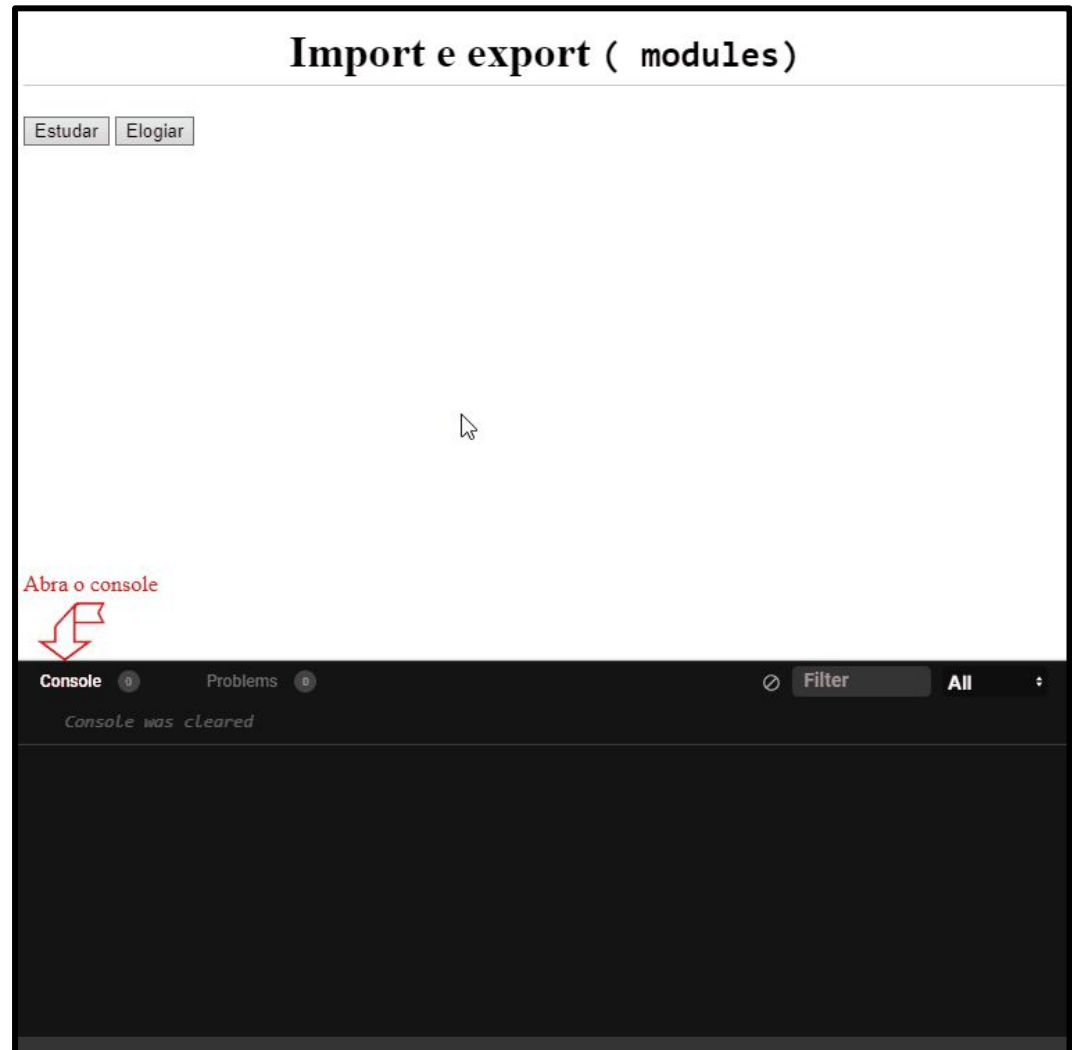 Import e export ( modules)
Estudar Elogiar
Abra o console
Console 0 Problems 0 Filter All
Console was cleared